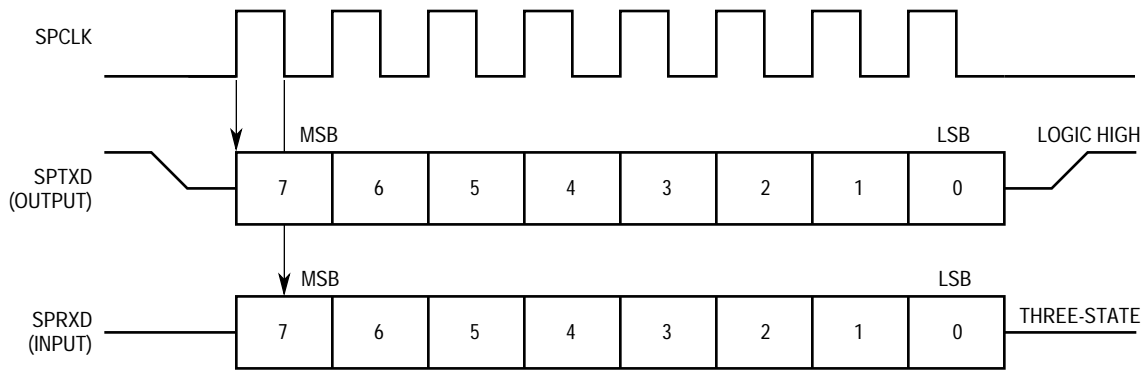 SPCLK
MSB LSB LOGIC HIGH
SPTXD
(OUTPUT)
7 6 5 4 3 2 1 0
MSB LSB
SPRXD
(INPUT)
7 6 5 4 3 2 1 0
THREE-STATE